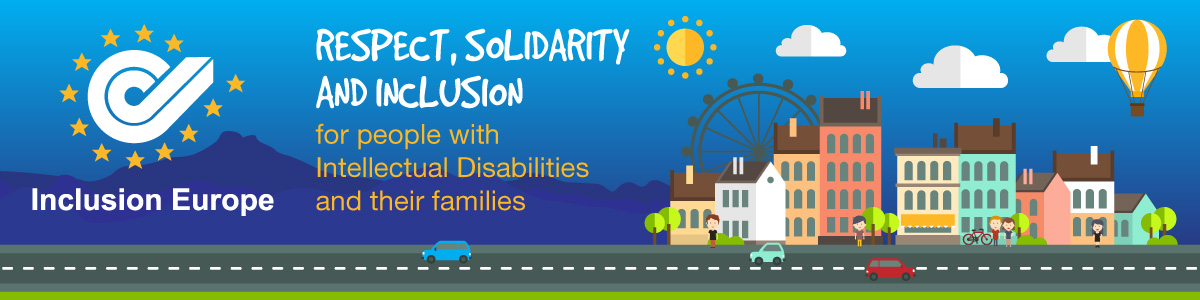 Inclusion Europe
RESPECT, SOLIDARITY
AND INCLUSION
for people with
Intellectual Disabilities
and their families